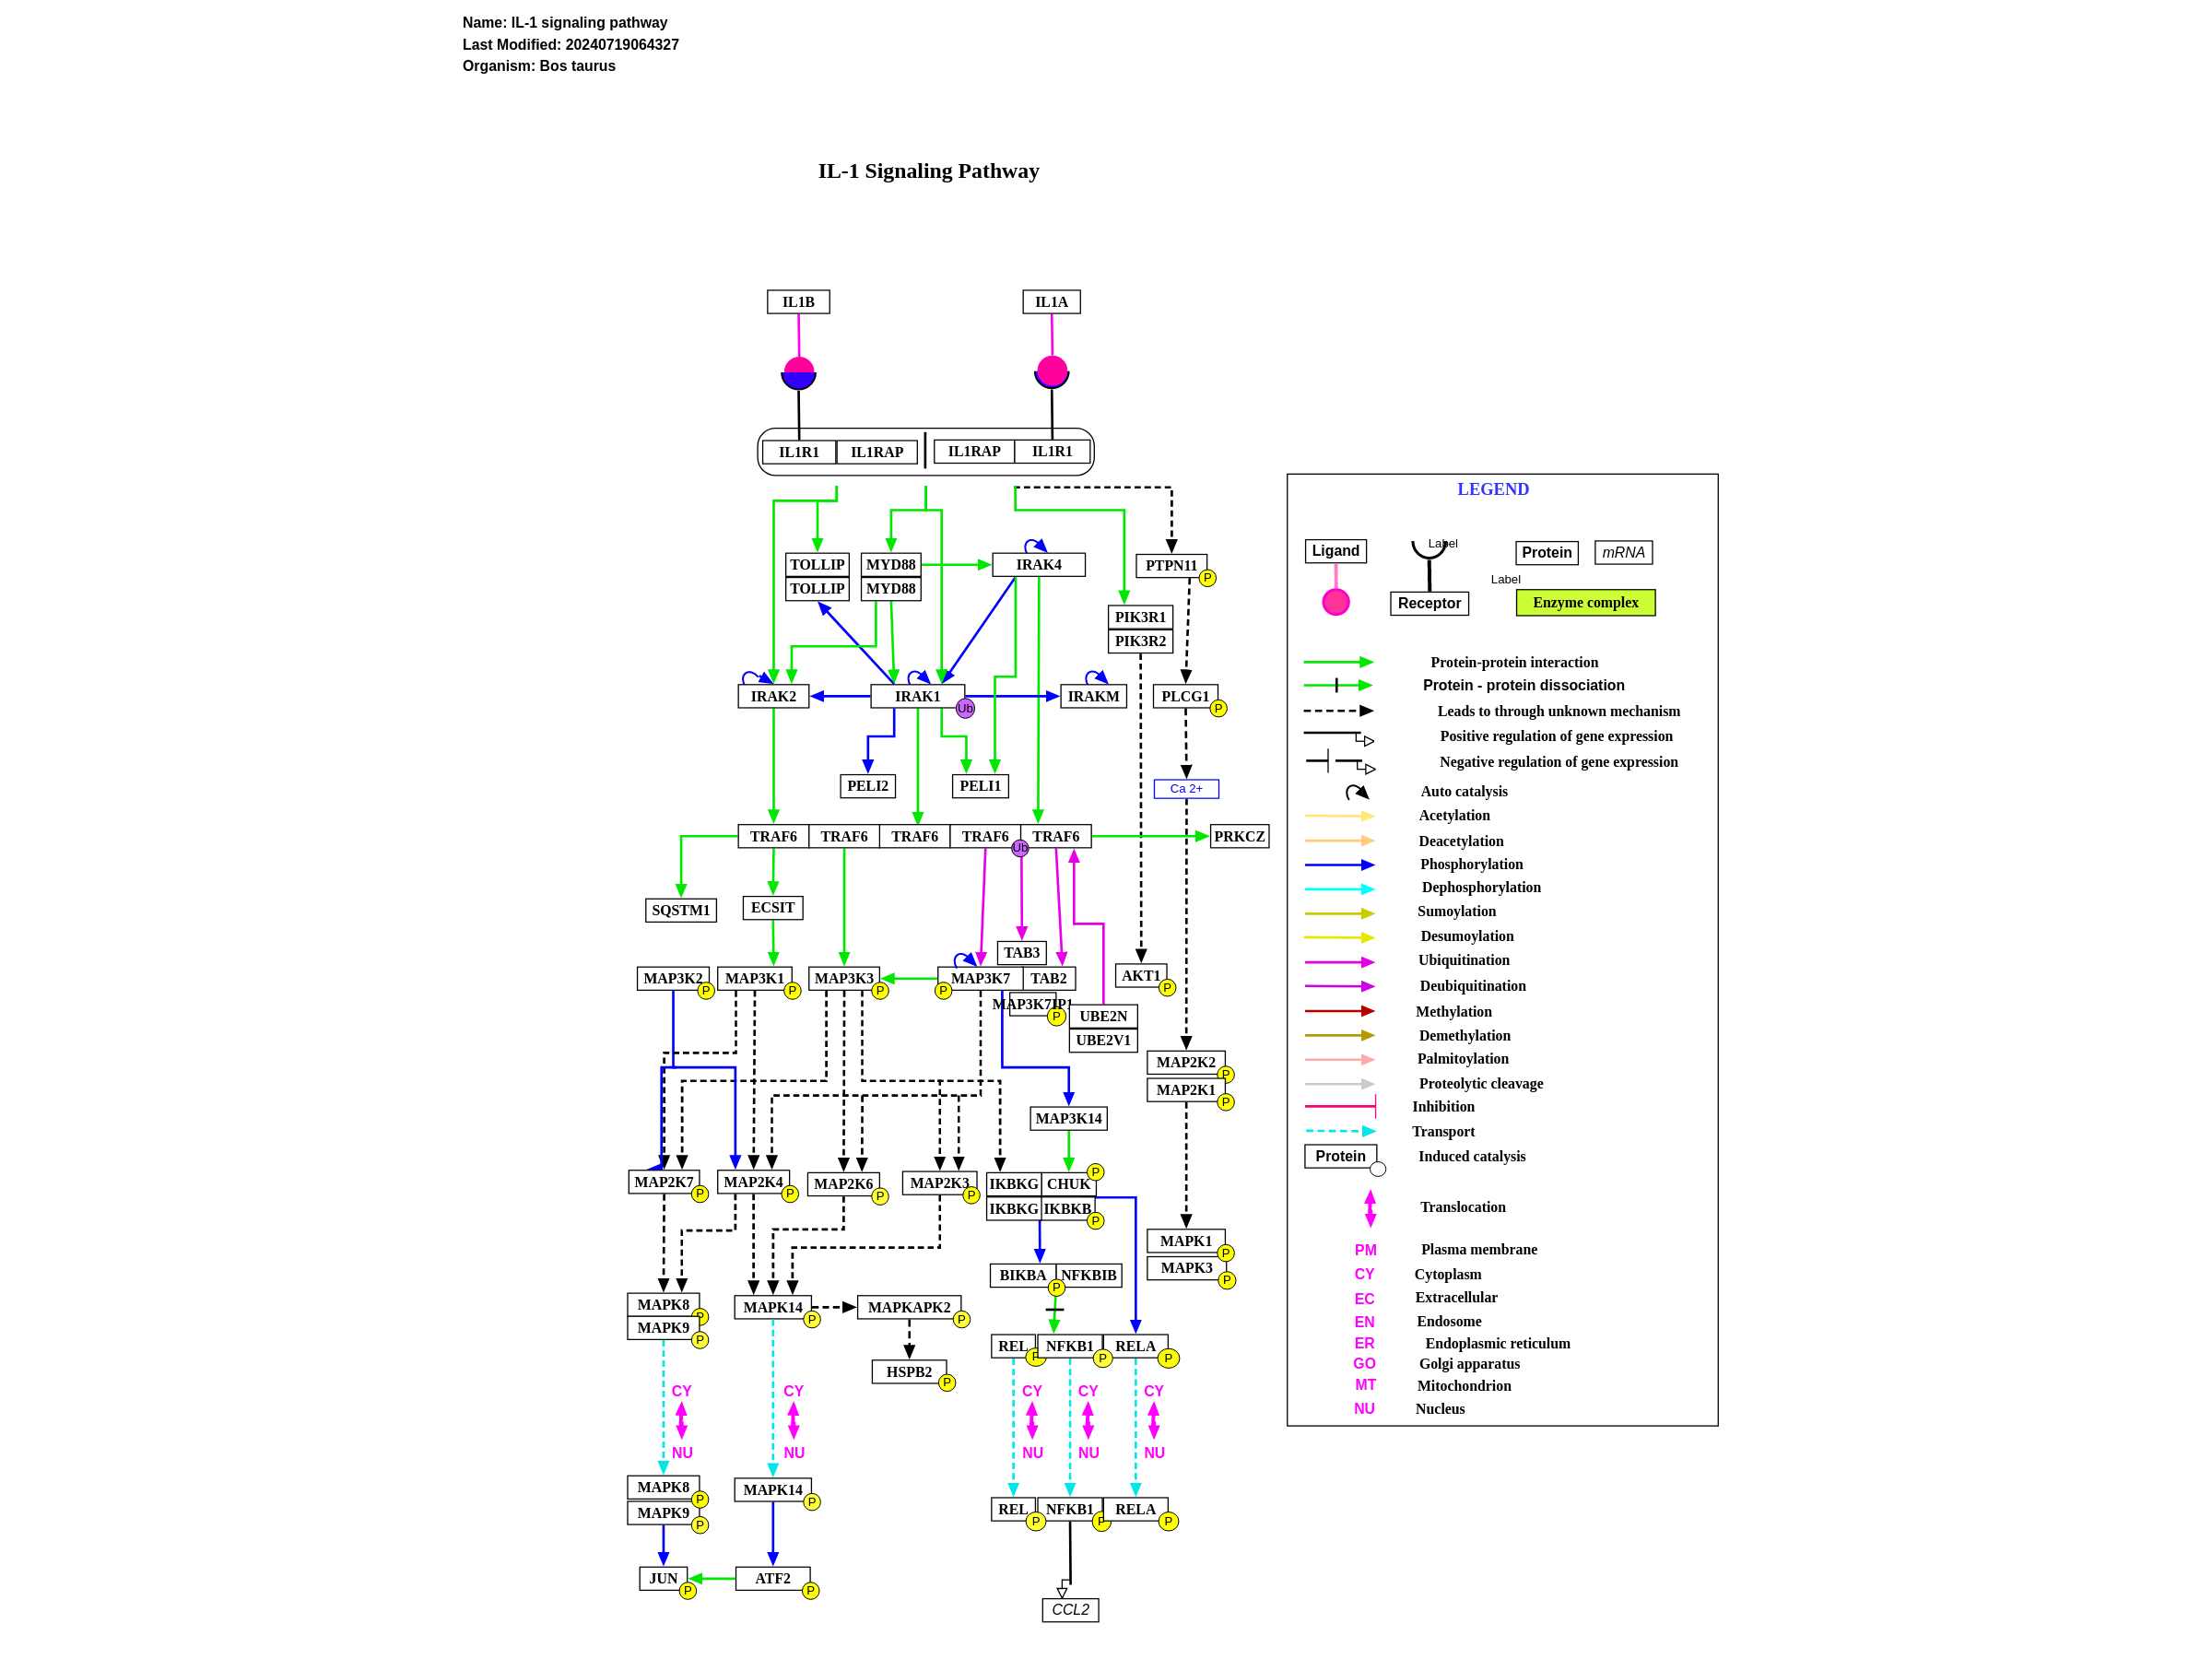 Name: IL-1 signaling pathway
Last Modified: 20240719064327
Organism: Bos taurus
IL-1 Signaling Pathway
IL1B
IL1A
IL1R1
IL1RAP
IL1RAP
IL1R1
TOLLIP
MYD88
IRAK4
PTPN11
P
TOLLIP
MYD88
PIK3R1
PIK3R2
IRAK2
IRAK1
Ub
IRAKM
PLCG1
P
PELI2
PELI1
Ca 2+
TRAF6
TRAF6
TRAF6
TRAF6
Ub
TRAF6
PRKCZ
SQSTM1
ECSIT
TAB3
MAP3K2
P
MAP3K1
P
MAP3K3
P
MAP3K7
P
TAB2
AKT1
P
MAP3K7IP1
P
UBE2N
UBE2V1
MAP2K2
P
MAP2K1
P
MAP3K14
MAP2K7
P
MAP2K4
P
MAP2K6
P
MAP2K3
P
IKBKG
CHUK
P
IKBKG
IKBKB
P
MAPK1
P
MAPK3
P
BIKBA
P
NFKBIB
MAPK8
P
MAPK9
P
MAPK14
P
MAPKAPK2
P
HSPB2
P
REL
P
NFKB1
P
RELA
P
CY
CY
CY
CY
CY
NU
NU
NU
NU
NU
MAPK8
P
MAPK9
P
MAPK14
P
REL
P
NFKB1
P
RELA
P
JUN
P
ATF2
P
CCL2
LEGEND
Ligand
Label
Receptor
Protein
mRNA
Label
Enzyme complex
Protein-protein interaction
Protein - protein dissociation
Leads to through unknown mechanism
Positive regulation of gene expression
Negative regulation of gene expression
Auto catalysis
Acetylation
Deacetylation
Phosphorylation
Dephosphorylation
Sumoylation
Desumoylation
Ubiquitination
Deubiquitination
Methylation
Demethylation
Palmitoylation
Proteolytic cleavage
Inhibition
Transport
Protein
Induced catalysis
Translocation
PM Plasma membrane
CY Cytoplasm
EC Extracellular
EN Endosome
ER Endoplasmic reticulum
GO Golgi apparatus
MT Mitochondrion
NU Nucleus